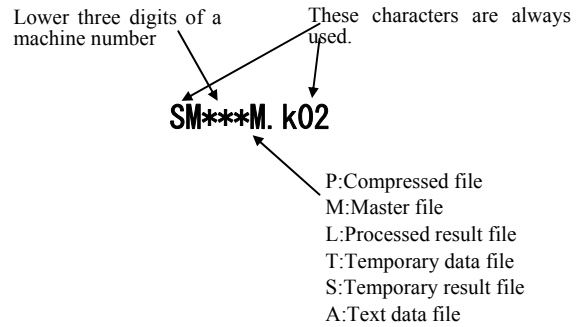 Lower three digits of a
machine number
These characters are always
used.
SM***M. k02
P:Compressed file
M:Master file
L:Processed result file
T:Temporary data file
S:Temporary result file
A:Text data file